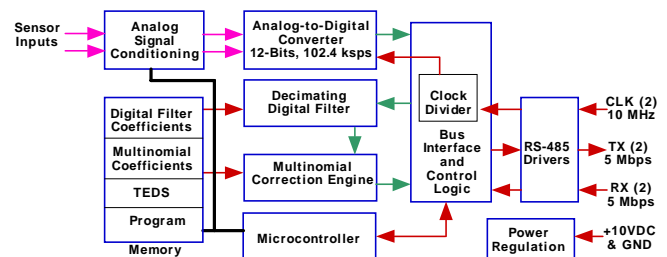 Sensor
Inputs
Analog
Signal
Conditioning
Analog-to-Digital
Converter
12-Bits, 102.4 ksps
Digital Filter
Coefficients
Multinomial
Coefficients
TEDS
Program
Memory
Decimating
Digital Filter
Multinomial
Correction Engine
Microcontroller
Clock
Divider
Bus
Interface
and
Control
Logic
RS-485
Drivers
CLK (2)
10 MHz
TX (2)
5 Mbps
RX (2)
5 Mbps
Power
Regulation
+10VDC
& GND